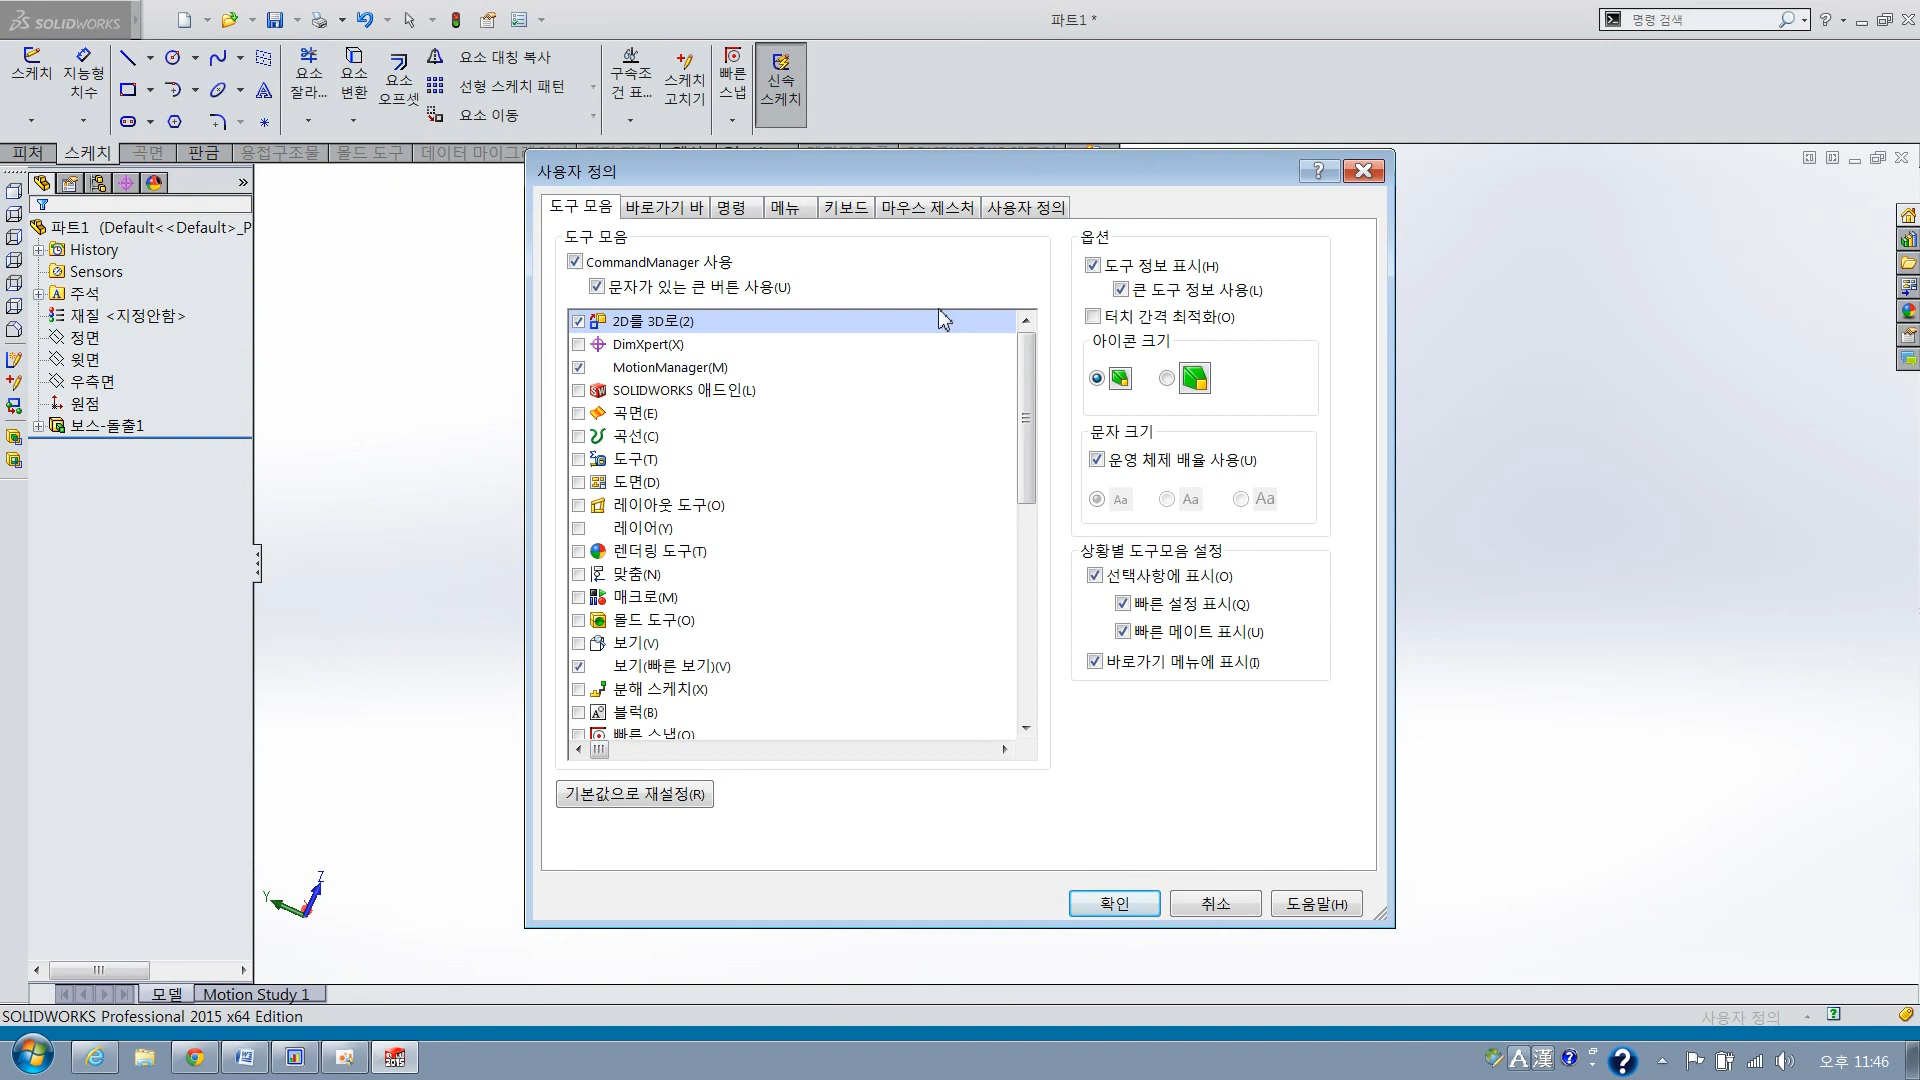 SOLIDWORKS
파트1 *
명령 검색
스케치
지능형
치수
요소
잘라...
요소
변환
요소
오프셋
요소 대칭 복사
선형 스케치 패턴
요소 이동
구속조
건 표...
스케치
고치기
빠른
스냅
신속
스케치
피처
스케치
곡면
판금
용접구조물
몰드 도구
사용자 정의
도구 모음
바로가기 바
명령
메뉴
키보드
마우스 제스처
사용자 정의
파트1 (Default<<Default>_P
History
Sensors
주석
재질 <지정안함>
정면
윗면
우측면
원점
보스-돌출1
도구 모음
CommandManager 사용
문자가 있는 큰 버튼 사용(U)
2D를 3D로(2)
DimXpert(X)
MotionManager(M)
SOLIDWORKS 애드인(L)
곡면(E)
곡선(C)
도구(T)
도면(D)
레이아웃 도구(O)
레이어(Y)
렌더링 도구(T)
맞춤(N)
매크로(M)
몰드 도구(O)
보기(V)
보기(빠른 보기)(V)
분해 스케치(X)
블럭(B)
빠른 스냅(Q)
기본값으로 재설정(R)
옵션
도구 정보 표시(H)
큰 도구 정보 사용(L)
터치 간격 최적화(O)
아이콘 크기
문자 크기
운영 체제 배율 사용(U)
Aa Aa Aa
상황별 도구모음 설정
선택사항에 표시(O)
빠른 설정 표시(Q)
빠른 메이트 표시(U)
바로가기 메뉴에 표시(I)
확인
취소
도움말(H)
Z
Y
모델
Motion Study 1
SOLIDWORKS Professional 2015 x64 Edition
사용자 정의
2015
A 漢
오후 11:46